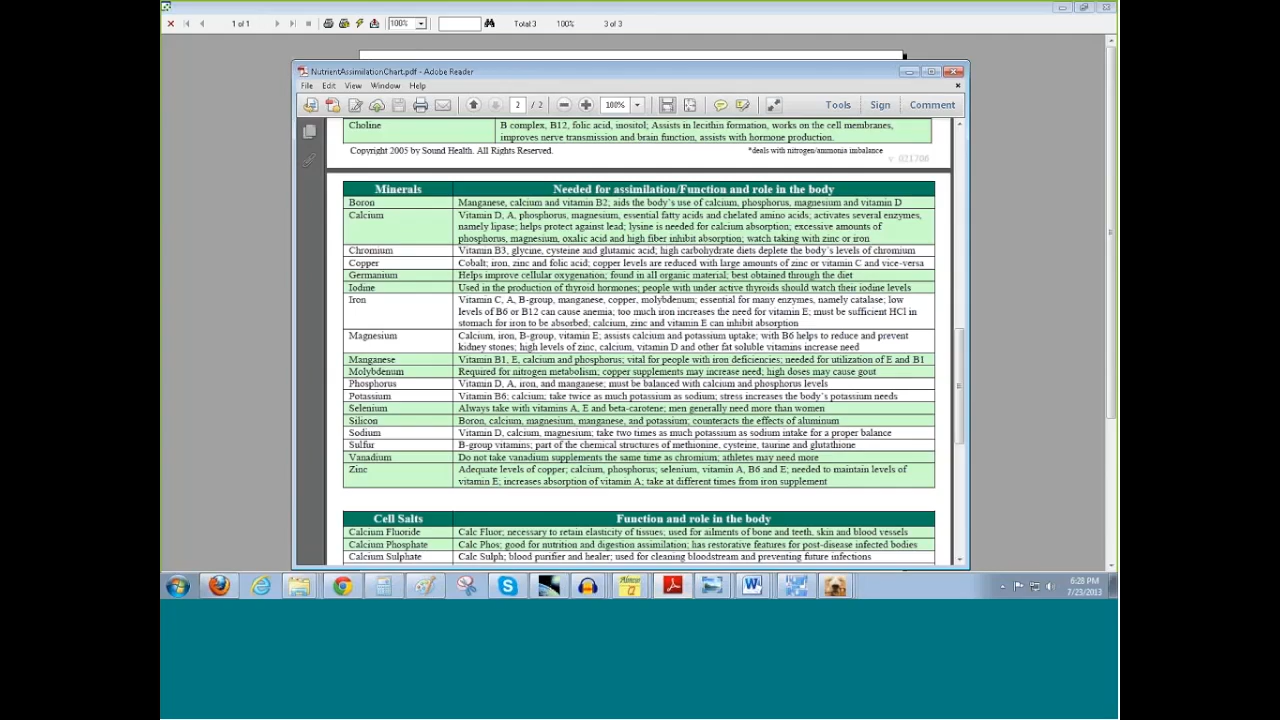 1 of 1 100% Total:3 100% 3 of 3
NutrientAssimilationChart.pdf - Adobe Reader
File Edit View Window Help
2 / 2 100% Tools Sign Comment
Choline B complex, B12, folic acid, inositol; Assists in lecithin formation, works on the cell membranes,
improves nerve transmission and brain function, assists with hormone production.
Copyright 2005 by Sound Health. All Rights Reserved. *deals with nitrogen/ammonia imbalance
v 021706
Minerals Needed for assimilation/Function and role in the body
Boron Manganese, calcium and vitamin B2; aids the body's use of calcium, phosphorus, magnesium and vitamin D
Calcium Vitamin D, A, phosphorus, magnesium, essential fatty acids and chelated amino acids; activates several enzymes,
namely lipase; helps protect against lead; lysine is needed for calcium absorption; excessive amounts of
phosphorus, magnesium, oxalic acid and high fiber inhibit absorption; watch taking with zinc or iron
Chromium Vitamin B3, glycine, cysteine and glutamic acid; high carbohydrate diets deplete the body's levels of chromium
Copper Cobalt; iron, zinc and folic acid; copper levels are reduced with large amounts of zinc or vitamin C and vice-versa
Germanium Helps improve cellular oxygenation; found in all organic material; best obtained through the diet
Iodine Used in the production of thyroid hormones; people with under active thyroids should watch their iodine levels
Iron Vitamin C, A, B-group, manganese, copper, molybdenum; essential for many enzymes, namely catalase; low
levels of B6 or B12 can cause anemia; too much iron increases the need for vitamin E; must be sufficient HCl in
stomach for iron to be absorbed; calcium, zinc and vitamin E can inhibit absorption
Magnesium Calcium, iron, B-group, vitamin E; assists calcium and potassium uptake; with B6 helps to reduce and prevent
kidney stones; high levels of zinc, calcium, vitamin D and other fat soluble vitamins increase need
Manganese Vitamin B1, E, calcium and phosphorus; vital for people with iron deficiencies; needed for utilization of E and B1
Molybdenum Required for nitrogen metabolism; copper supplements may increase need; high doses may cause gout
Phosphorus Vitamin D, A, iron, and manganese; must be balanced with calcium and phosphorus levels
Potassium Vitamin B6; calcium; take twice as much potassium as sodium; stress increases the body's potassium needs
Selenium Always take with vitamins A, E and beta-carotene; men generally need more than women
Silicon Boron, calcium, magnesium, manganese, and potassium; counteracts the effects of aluminum
Sodium Vitamin D, calcium, magnesium; take two times as much potassium as sodium intake for a proper balance
Sulfur B-group vitamins; part of the chemical structures of methionine, cysteine, taurine and glutathione
Vanadium Do not take vanadium supplements the same time as chromium; athletes may need more
Zinc Adequate levels of copper; calcium, phosphorus; selenium, vitamin A, B6 and E; needed to maintain levels of
vitamin E; increases absorption of vitamin A; take at different times from iron supplement
Cell Salts Function and role in the body
Calcium Fluoride Calc Fluor; necessary to retain elasticity of tissues; used for ailments of bone and teeth, skin and blood vessels
Calcium Phosphate Calc Phos; good for nutrition and digestion assimilation; has restorative features for post-disease infected bodies
Calcium Sulphate Calc Sulph; blood purifier and healer; used for cleaning bloodstream and preventing future infections
6:28 PM
7/23/2013